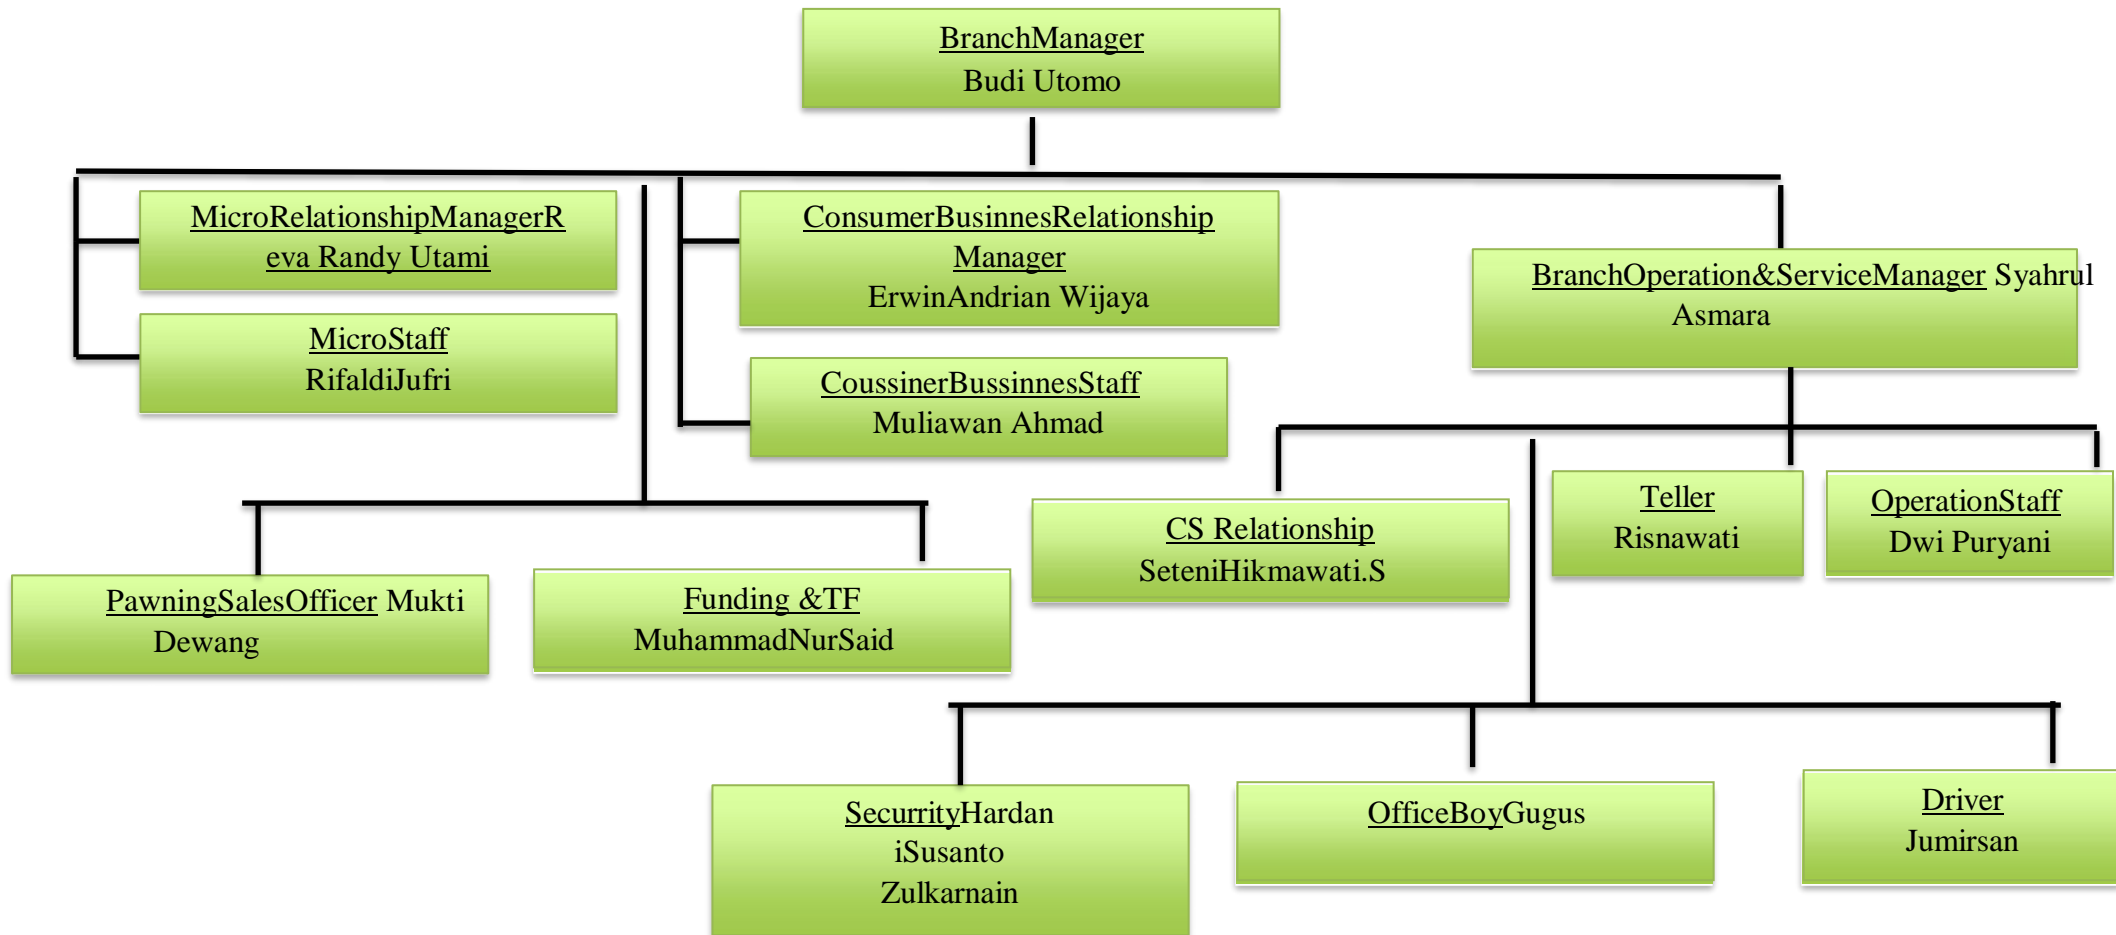 BranchManager
Budi Utomo
MicroRelationshipManagerR
eva Randy Utami
ConsumerBusinnesRelationship
Manager
ErwinAndrian Wijaya
BranchOperation&ServiceManager Syahrul
Asmara
MicroStaff
RifaldiJufri
CoussinerBussinnesStaff
Muliawan Ahmad
CS Relationship
SeteniHikmawati.S
Teller
Risnawati
OperationStaff
Dwi Puryani
PawningSalesOfficer Mukti
Dewang
Funding &TF
MuhammadNurSaid
SecurrityHardan
iSusanto
Zulkarnain
OfficeBoyGugus
Driver
Jumirsan